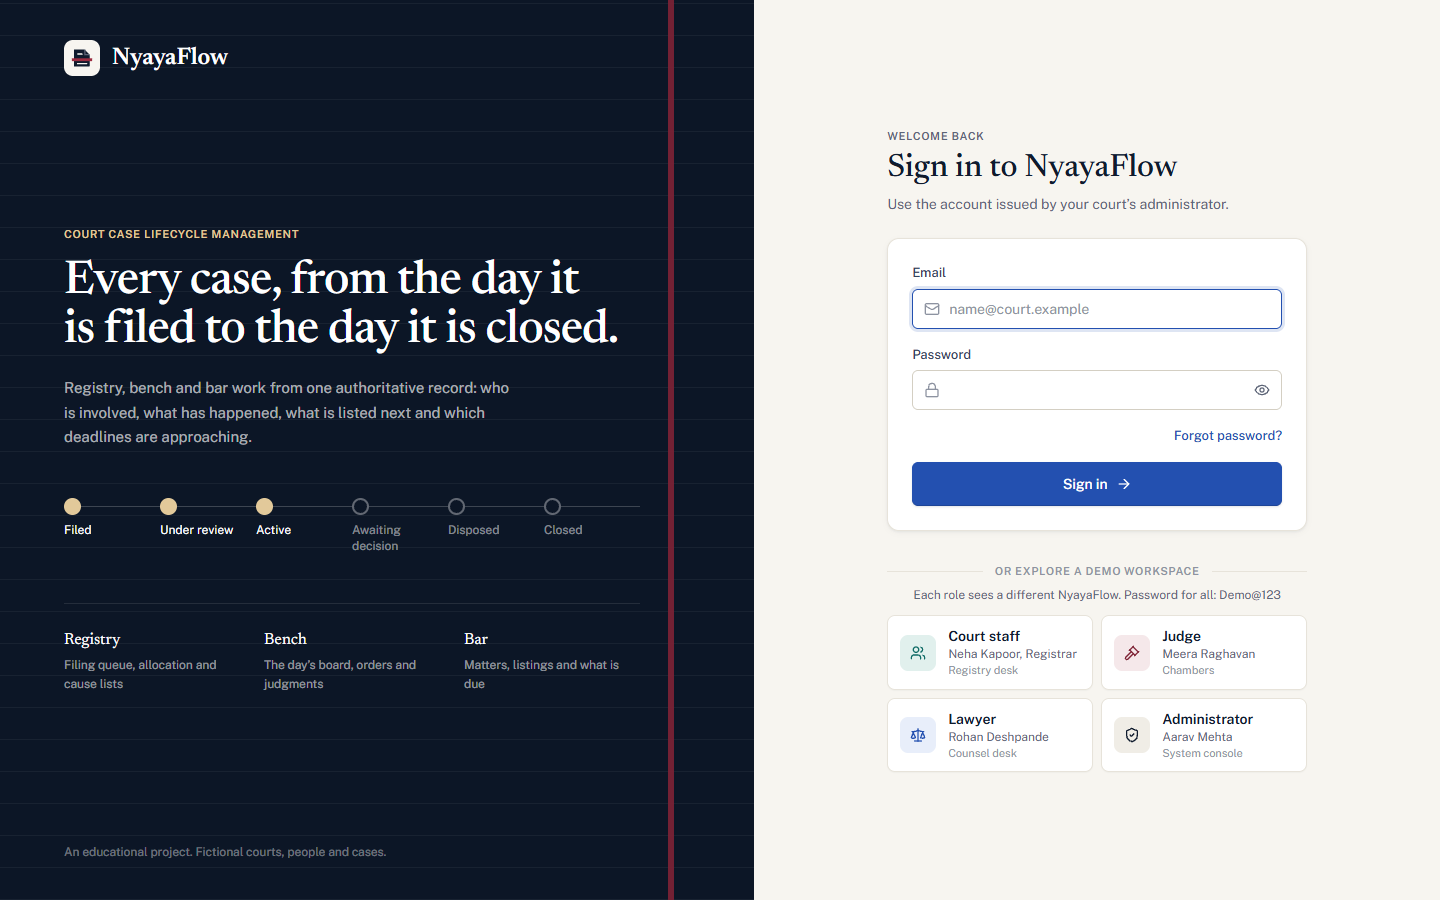 NyayaFlow
COURT CASE LIFECYCLE MANAGEMENT
Every case, from the day it
is filed to the day it is closed.
Registry, bench and bar work from one authoritative record: who
is involved, what has happened, what is listed next and which
deadlines are approaching.
Filed
Under review
Active
Awaiting
decision
Disposed
Closed
Registry
Filing queue, allocation and
cause lists
Bench
The day's board, orders and
judgments
Bar
Matters, listings and what is
due
An educational project. Fictional courts, people and cases.
WELCOME BACK
Sign in to NyayaFlow
Use the account issued by your court's administrator.
Email
name@court.example
Password
Forgot password?
Sign in
OR EXPLORE A DEMO WORKSPACE
Each role sees a different NyayaFlow. Password for all: Demo@123
Court staff
Neha Kapoor, Registrar
Registry desk
Judge
Meera Raghavan
Chambers
Lawyer
Rohan Deshpande
Counsel desk
Administrator
Aarav Mehta
System console